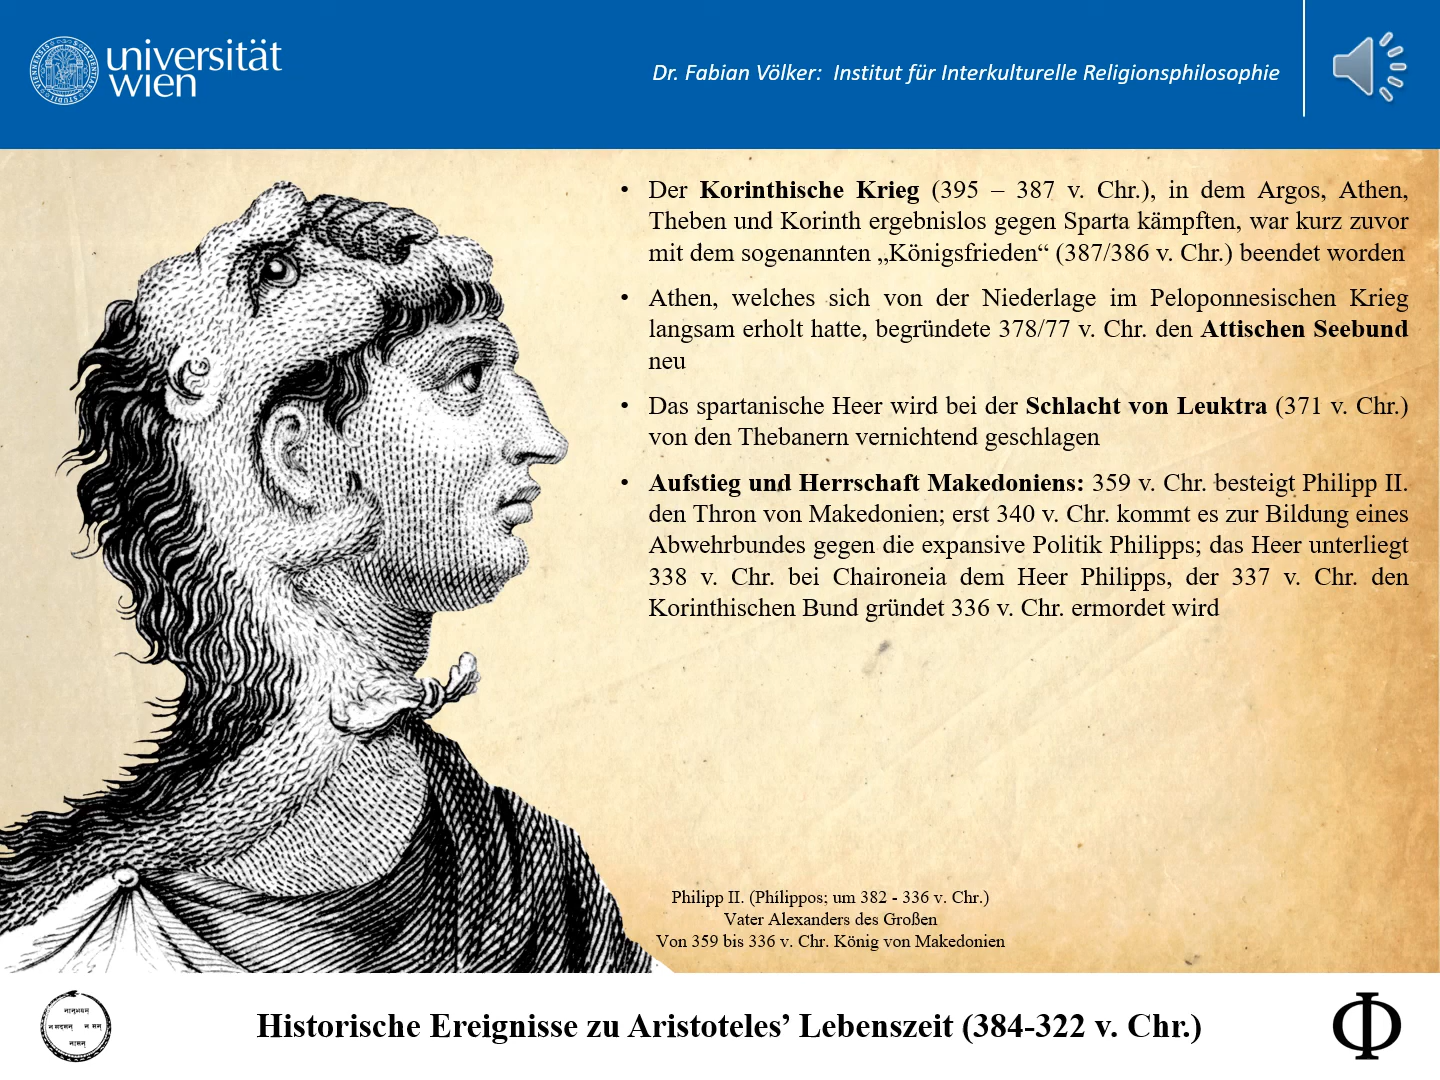 universität
wien
Dr. Fabian Völker: Institut für Interkulturelle Religionsphilosophie
• Der Korinthische Krieg (395 – 387 v. Chr.), in dem Argos, Athen,
Theben und Korinth ergebnislos gegen Sparta kämpften, war kurz zuvor
mit dem sogenannten „Königsfrieden“ (387/386 v. Chr.) beendet worden
• Athen, welches sich von der Niederlage im Peloponnesischen Krieg
langsam erholt hatte, begründete 378/77 v. Chr. den Attischen Seebund
neu
• Das spartanische Heer wird bei der Schlacht von Leuktra (371 v. Chr.)
von den Thebanern vernichtend geschlagen
• Aufstieg und Herrschaft Makedoniens: 359 v. Chr. besteigt Philipp II.
den Thron von Makedonien; erst 340 v. Chr. kommt es zur Bildung eines
Abwehrbundes gegen die expansive Politik Philipps; das Heer unterliegt
338 v. Chr. bei Chaironeia dem Heer Philipps, der 337 v. Chr. den
Korinthischen Bund gründet 336 v. Chr. ermordet wird
Philipp II. (Phílippos; um 382 - 336 v. Chr.)
Vater Alexanders des Großen
Von 359 bis 336 v. Chr. König von Makedonien
Historische Ereignisse zu Aristoteles’ Lebenszeit (384-322 v. Chr.)
Φ